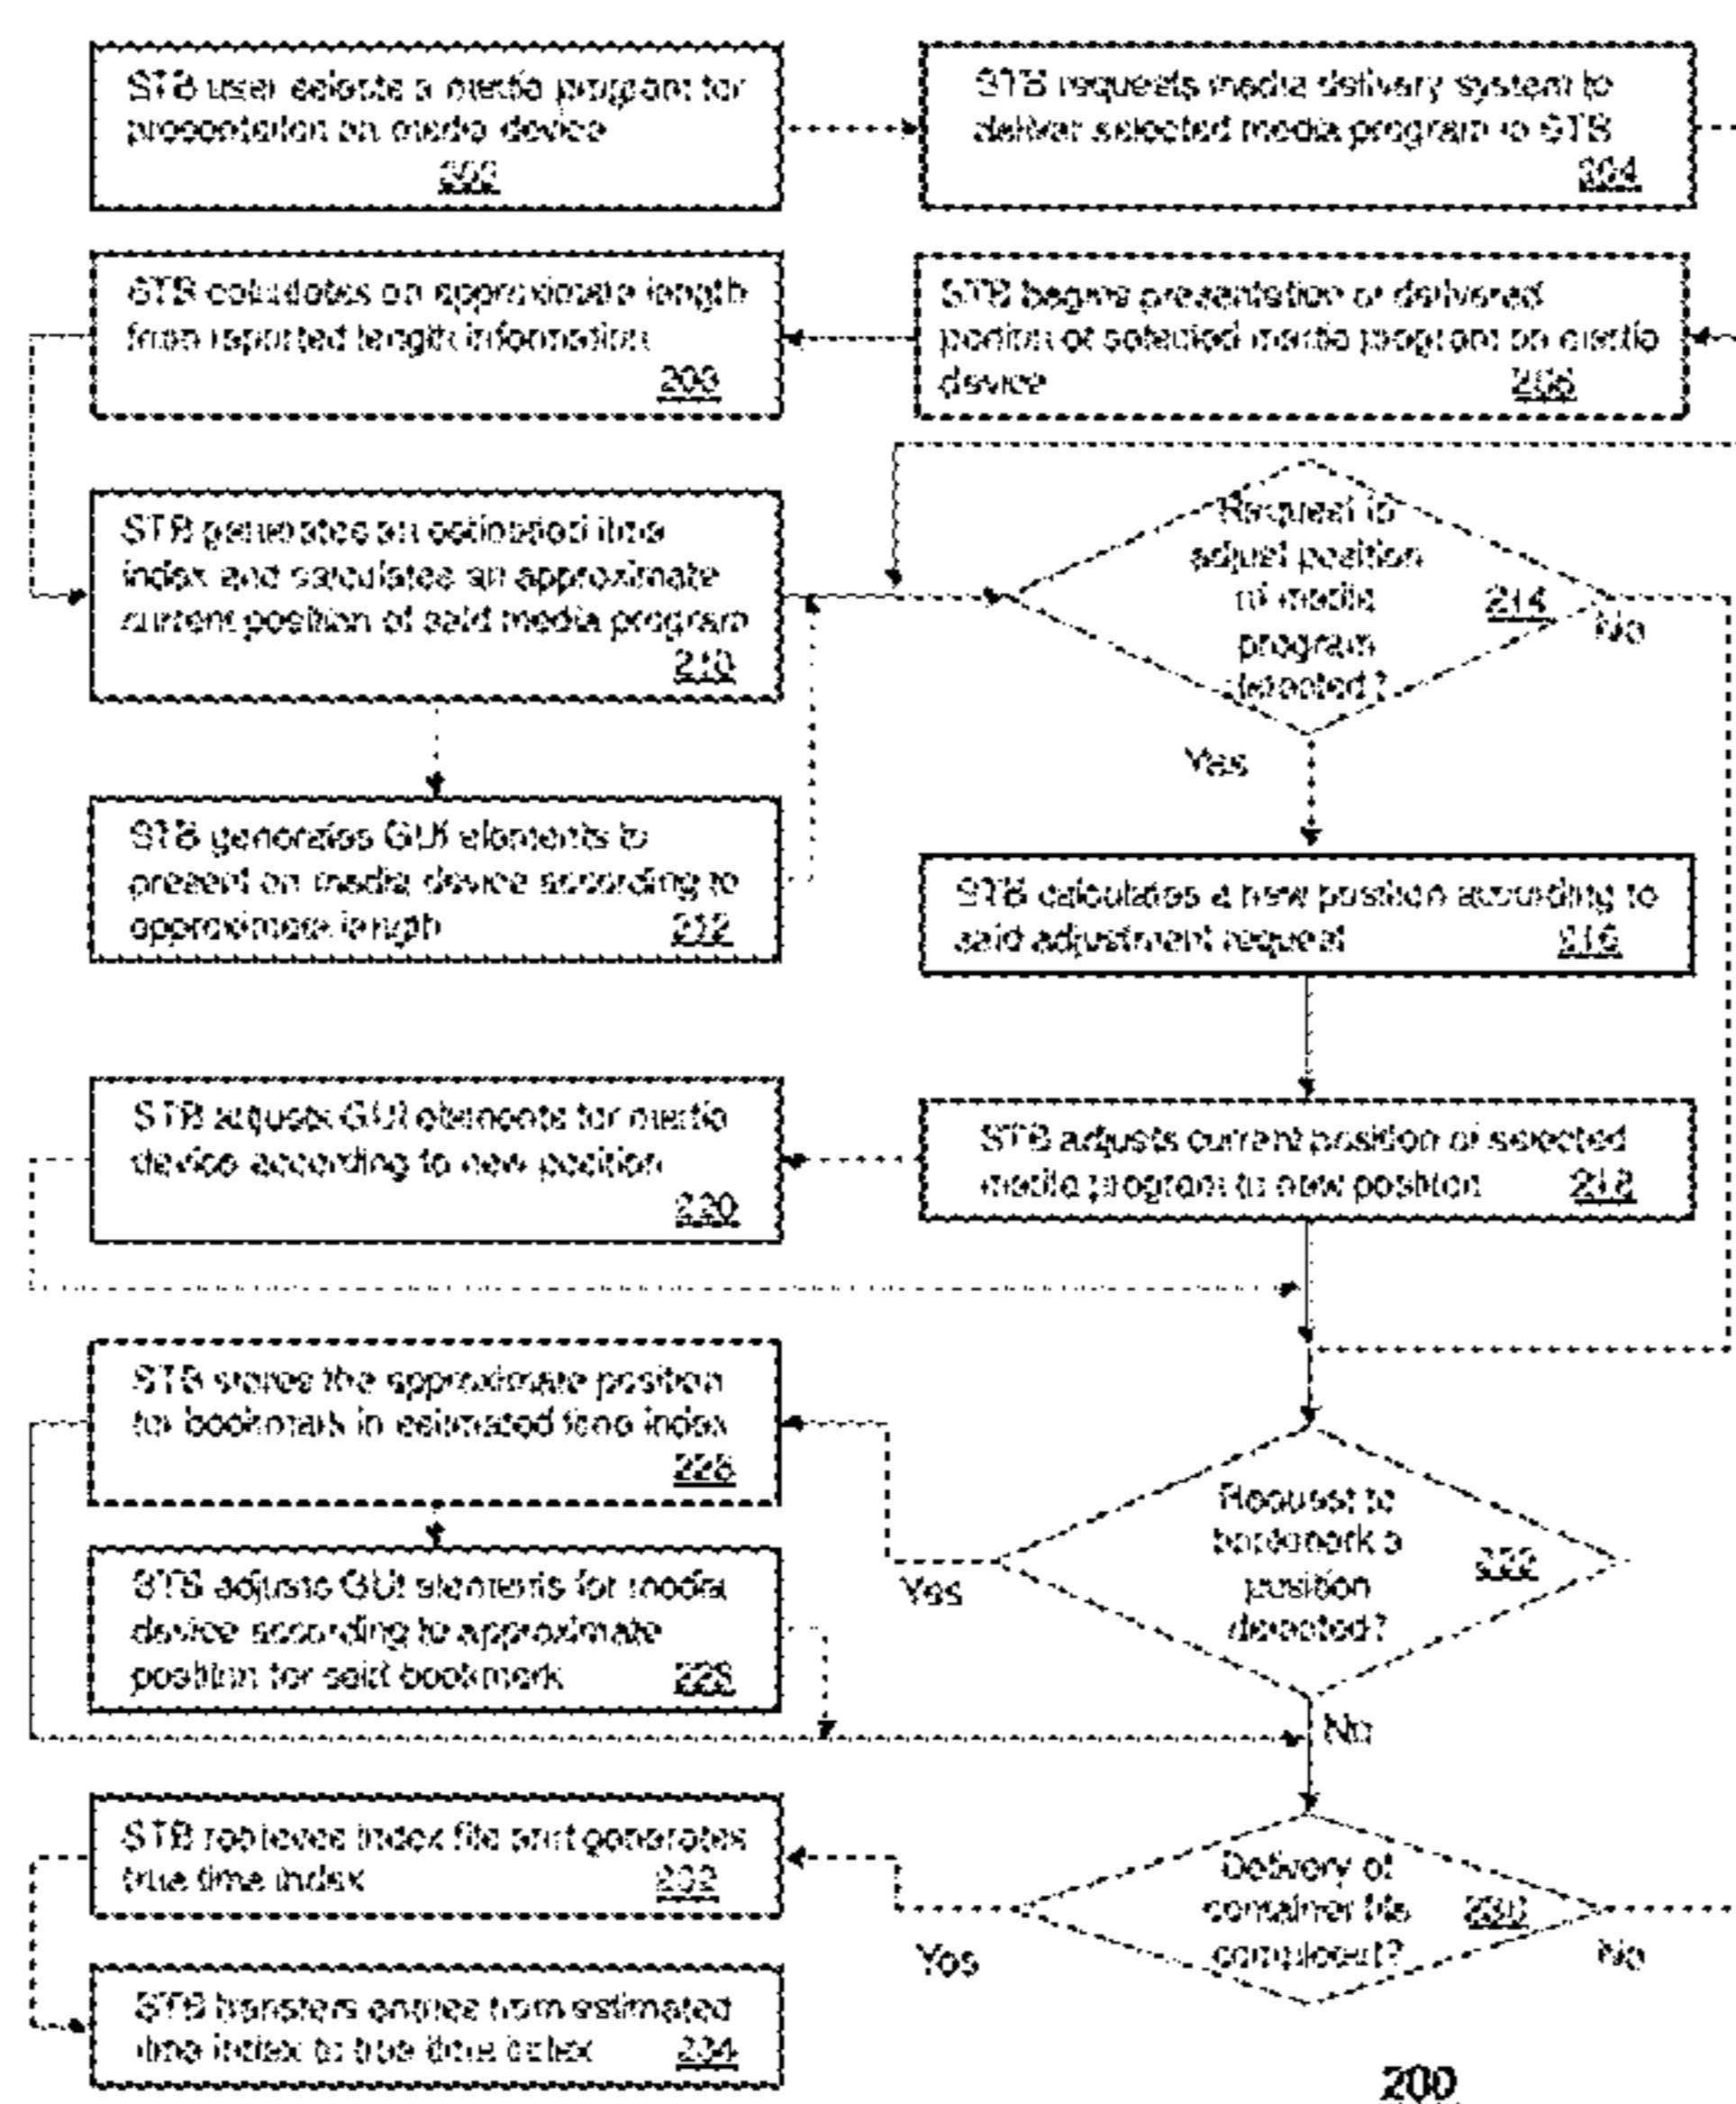 STB user selects a media program for
presentation on media device
202
STB requests media delivery system to
deliver selected media program to STB
204
STB calculates an approximate length
from reported length information
208
STB begins presentation of delivered
portion of selected media program on media
device 206
STB generates an estimated time
index and calculates an approximate
current position of said media program
210
Request to
adjust position
of media
program
detected?
214
No
Yes
STB generates GUI elements to
present on media device according to
approximate length 212
STB calculates a new position according to
said adjustment request 216
STB adjusts GUI elements for media
device according to new position
220
STB adjusts current position of selected
media program to new position 218
STB stores the approximate position
for bookmark in estimated time index
226
Request to
bookmark a
position
detected?
222
Yes
No
STB adjusts GUI elements for media
device according to approximate
position for said bookmark 228
STB retrieves index file and generates
true time index 232
Delivery of
container file
completed?
230
Yes
No
STB transfers entries from estimated
time index to true time index 234
200